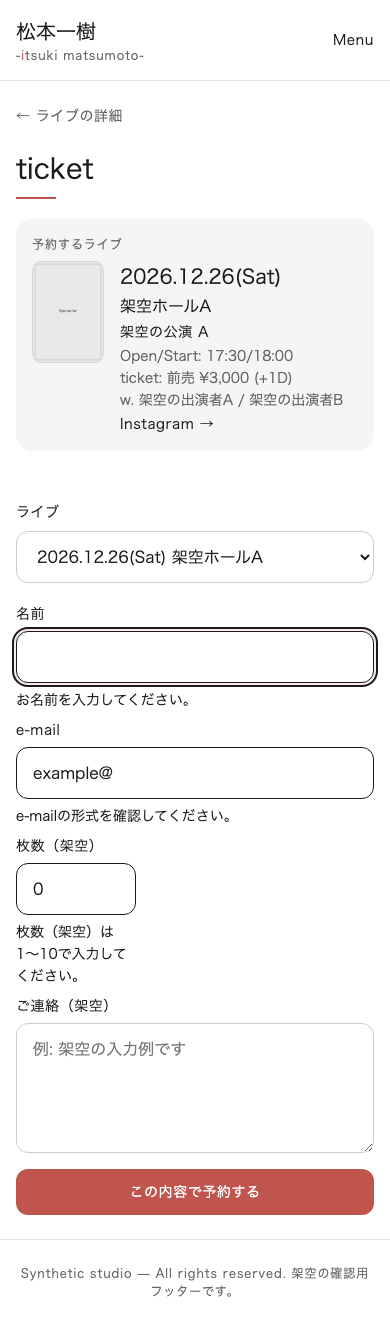 松本一樹
-itsuki matsumoto-
Menu
← ライブの詳細
ticket
予約するライブ
2026.12.26(Sat)
架空ホールA
架空の公演 A
Open/Start: 17:30/18:00
ticket: 前売 ¥3,000 (+1D)
w. 架空の出演者A / 架空の出演者B
Instagram →
ライブ
2026.12.26(Sat) 架空ホールA
名前
お名前を入力してください。
e-mail
example@
e-mailの形式を確認してください。
枚数（架空）
0
枚数（架空）は
1〜10で入力して
ください。
ご連絡（架空）
例: 架空の入力例です
この内容で予約する
Synthetic studio — All rights reserved. 架空の確認用
フッターです。